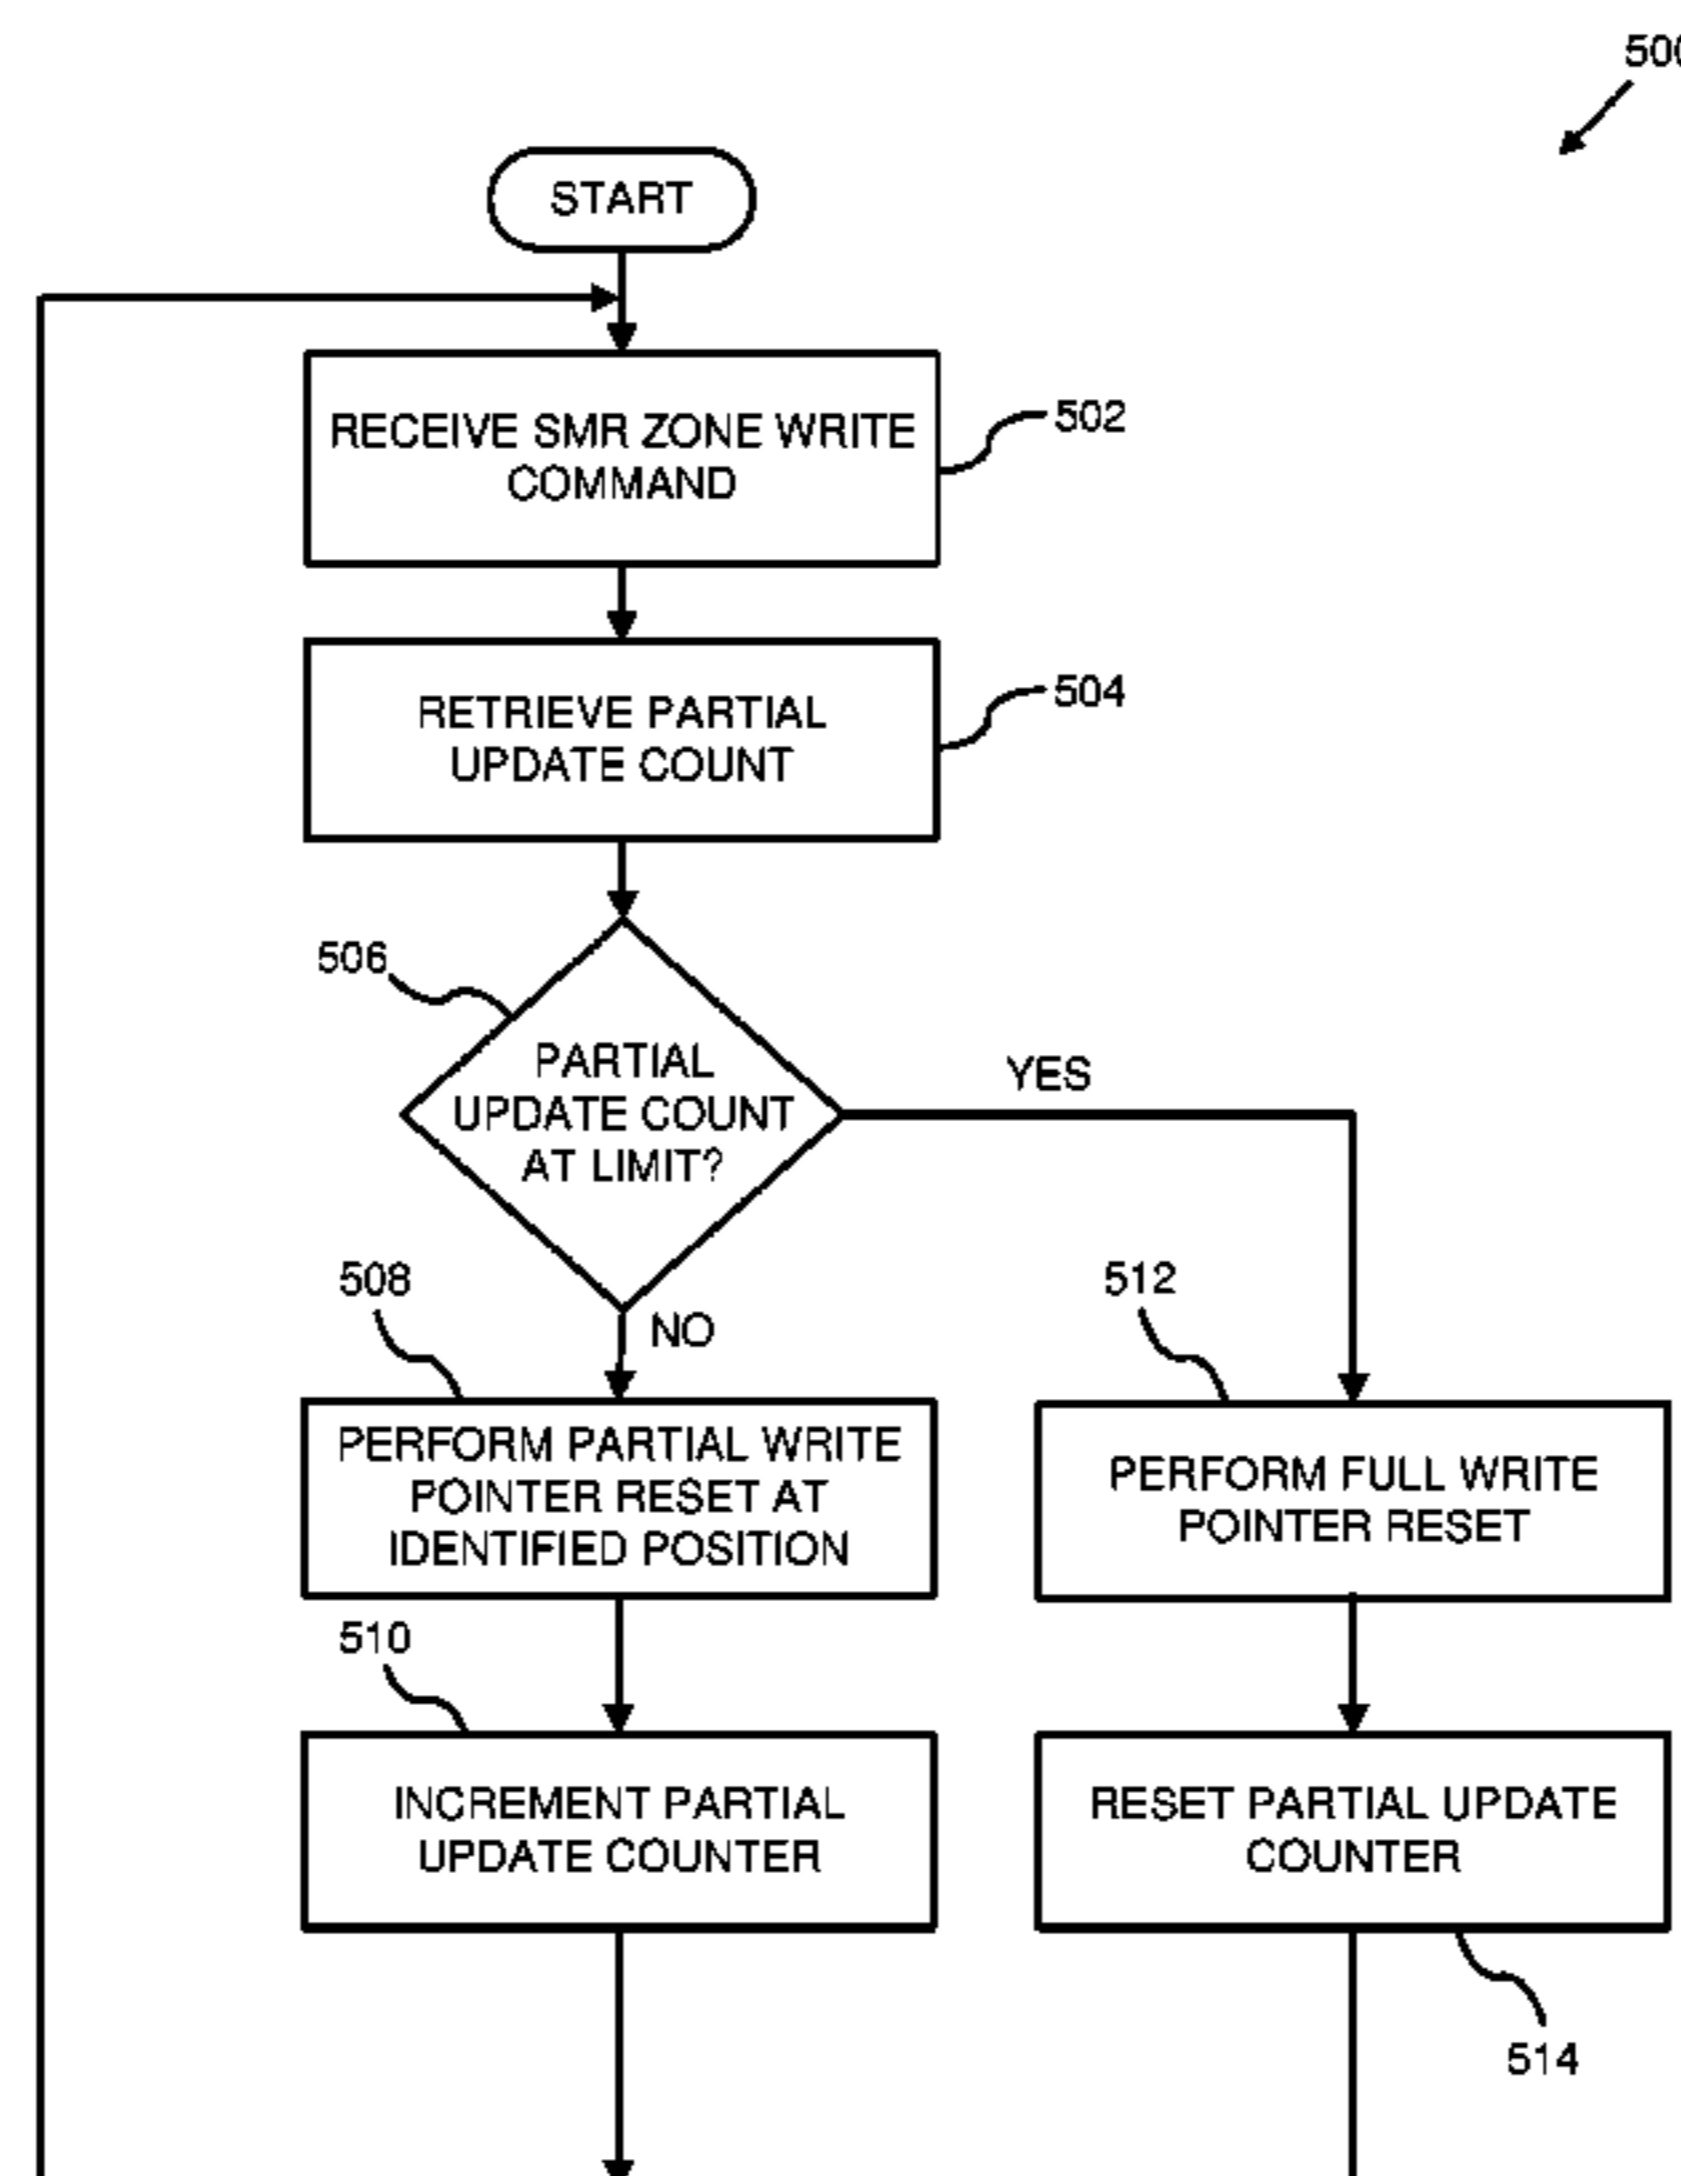 500
START
RECEIVE SMR ZONE WRITE
COMMAND
502
RETRIEVE PARTIAL
UPDATE COUNT
504
506
PARTIAL
UPDATE COUNT
AT LIMIT?
YES
NO
508
PERFORM PARTIAL WRITE
POINTER RESET AT
IDENTIFIED POSITION
512
PERFORM FULL WRITE
POINTER RESET
510
INCREMENT PARTIAL
UPDATE COUNTER
RESET PARTIAL UPDATE
COUNTER
514